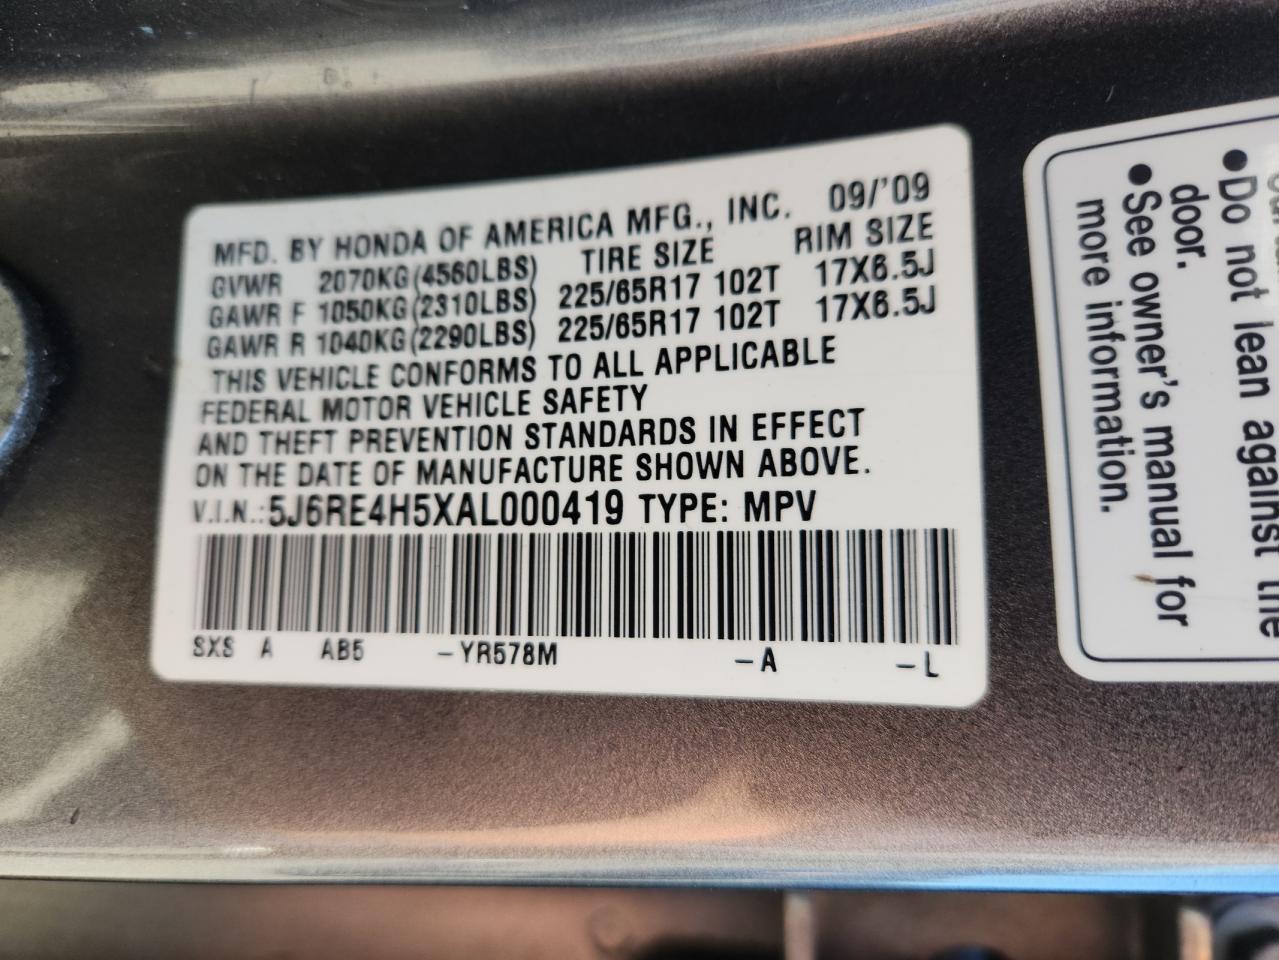 MFD. BY HONDA OF AMERICA MFG., INC. 09/'09
GVWR 2070KG(4560LBS) TIRE SIZE RIM SIZE
GAWR F 1050KG(2310LBS) 225/65R17 102T 17X6.5J
GAWR R 1040KG(2290LBS) 225/65R17 102T 17X6.5J
THIS VEHICLE CONFORMS TO ALL APPLICABLE
FEDERAL MOTOR VEHICLE SAFETY
AND THEFT PREVENTION STANDARDS IN EFFECT
ON THE DATE OF MANUFACTURE SHOWN ABOVE.
V.I.N.:5J6RE4H5XAL000419 TYPE: MPV
SXS A AB5 -YR578M -A -L
●Do not lean against the
door.
●See owner's manual for
more information.